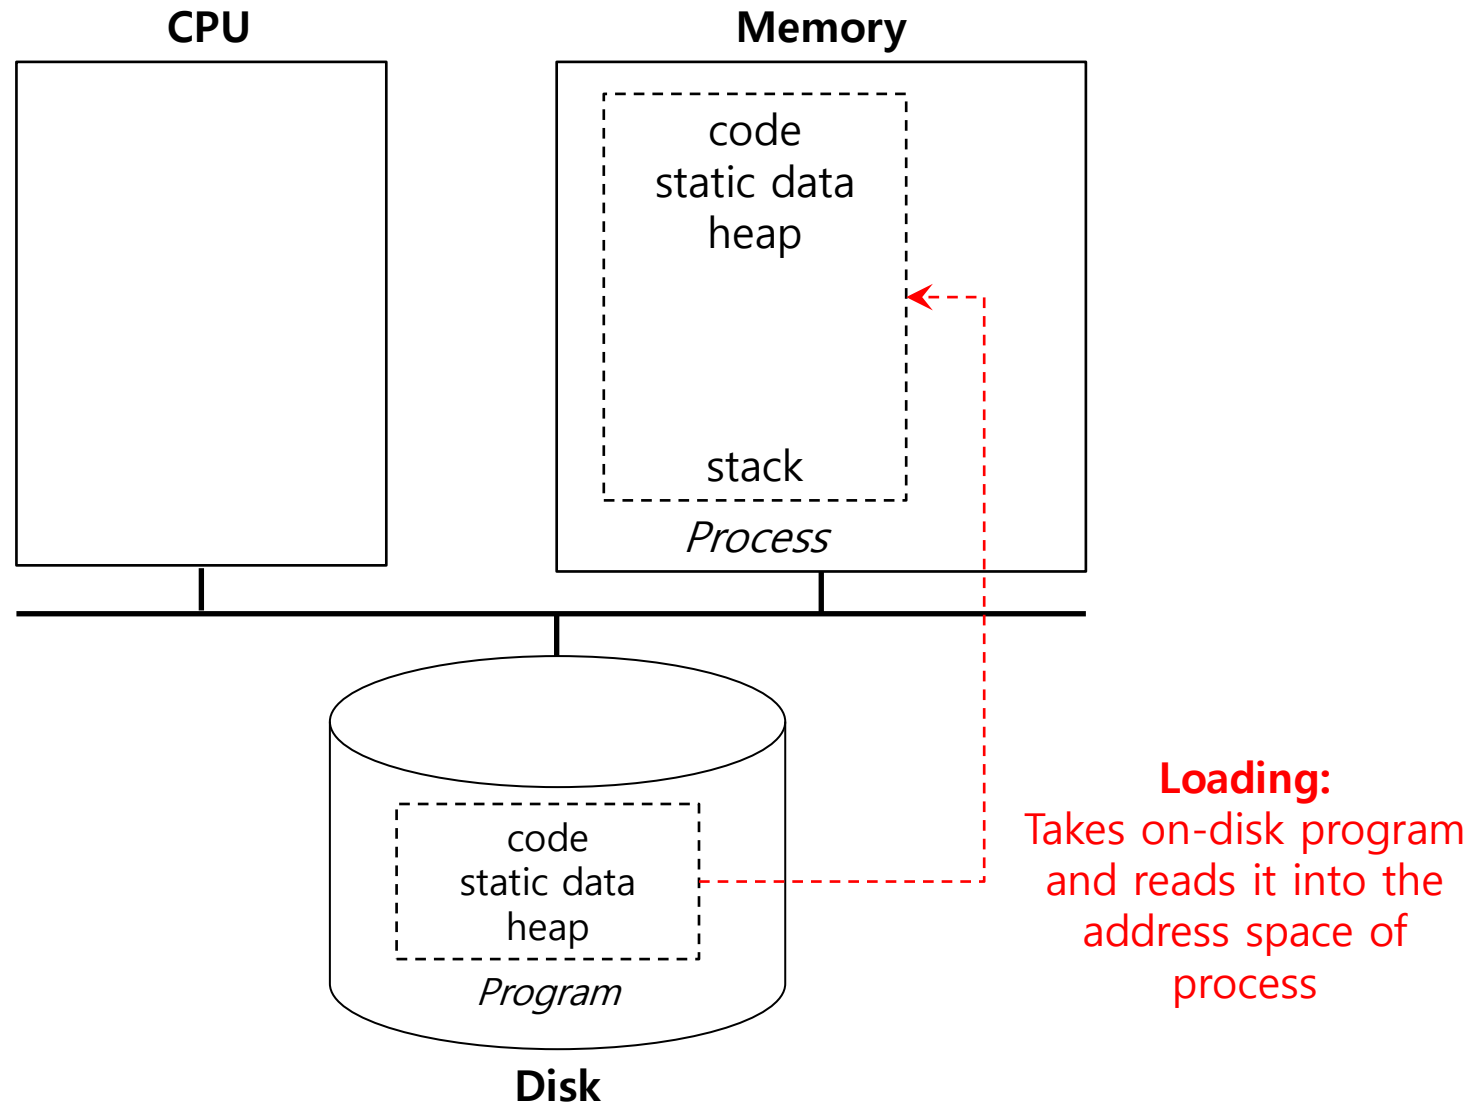 CPU
Memory
code
static data
heap
stack
Process
code
static data
heap
Program
Disk
Loading:
Takes on-disk program
and reads it into the
address space of
process